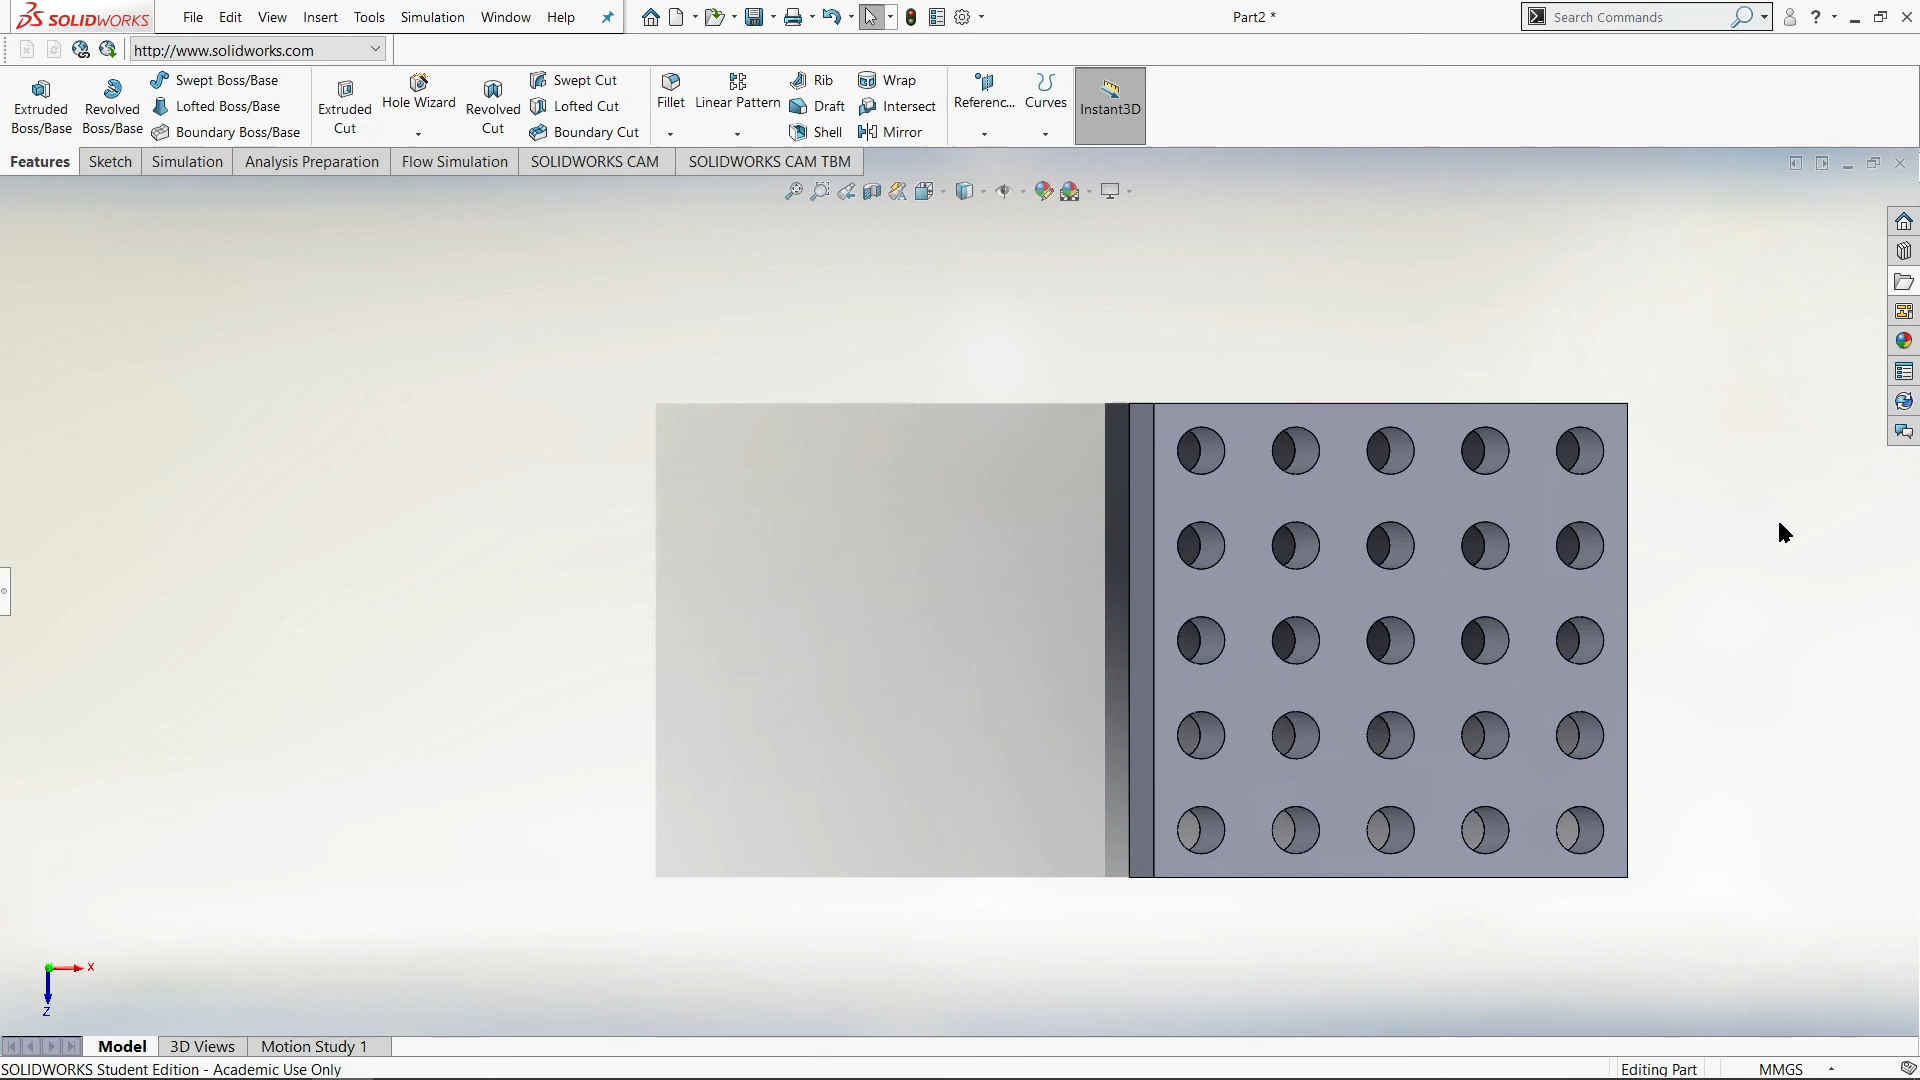 SOLIDWORKS File Edit View Insert Tools Simulation Window Help Part2 * Search Commands ?
http://www.solidworks.com
Extruded Boss/Base
Revolved Boss/Base
Swept Boss/Base
Lofted Boss/Base
Boundary Boss/Base
Extruded Cut
Hole Wizard
Revolved Cut
Swept Cut
Lofted Cut
Boundary Cut
Fillet
Linear Pattern
Rib
Draft
Shell
Wrap
Intersect
Mirror
Referenc...
Curves
Instant3D
Features Sketch Simulation Analysis Preparation Flow Simulation SOLIDWORKS CAM SOLIDWORKS CAM TBM
X
Z
Model 3D Views Motion Study 1
SOLIDWORKS Student Edition - Academic Use Only Editing Part MMGS